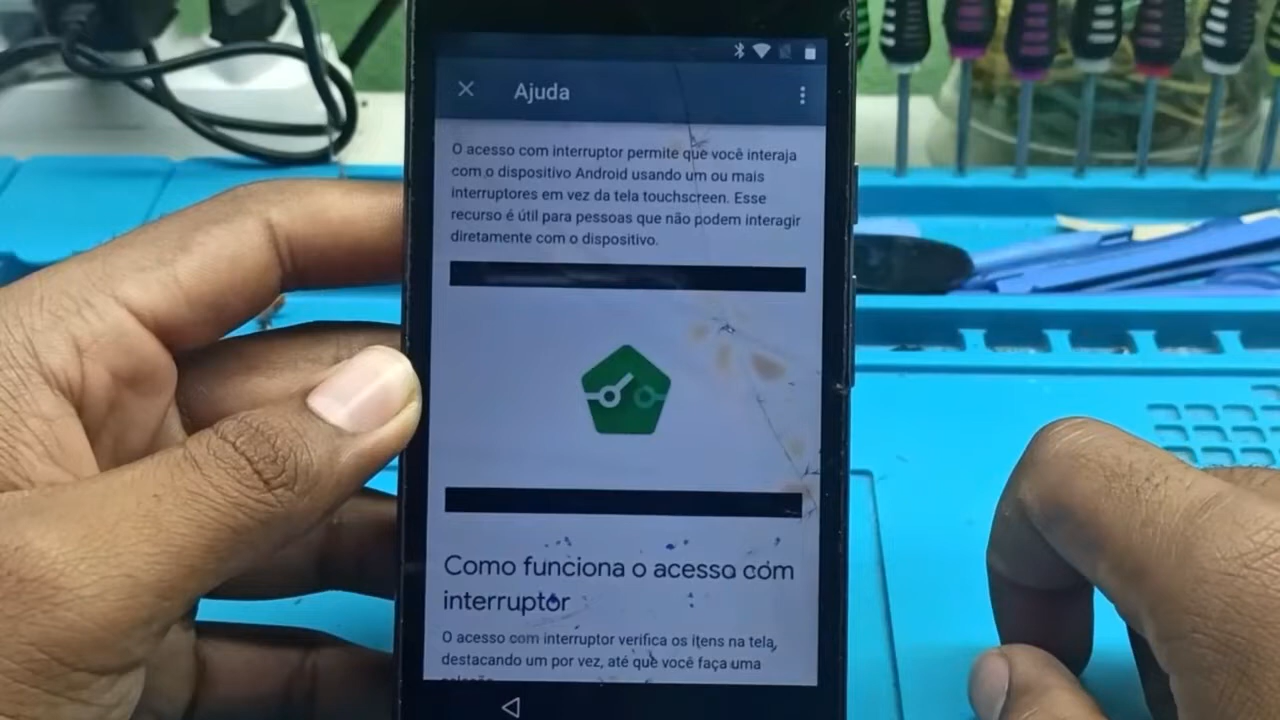 Ajuda
O acesso com interruptor permite que você interaja
com o dispositivo Android usando um ou mais
interruptores em vez da tela touchscreen. Esse
recurso é útil para pessoas que não podem interagir
diretamente com o dispositivo.
Como funciona o acesso com
interruptor
O acesso com interruptor verifica os itens na tela,
destacando um por vez, até que você faça uma